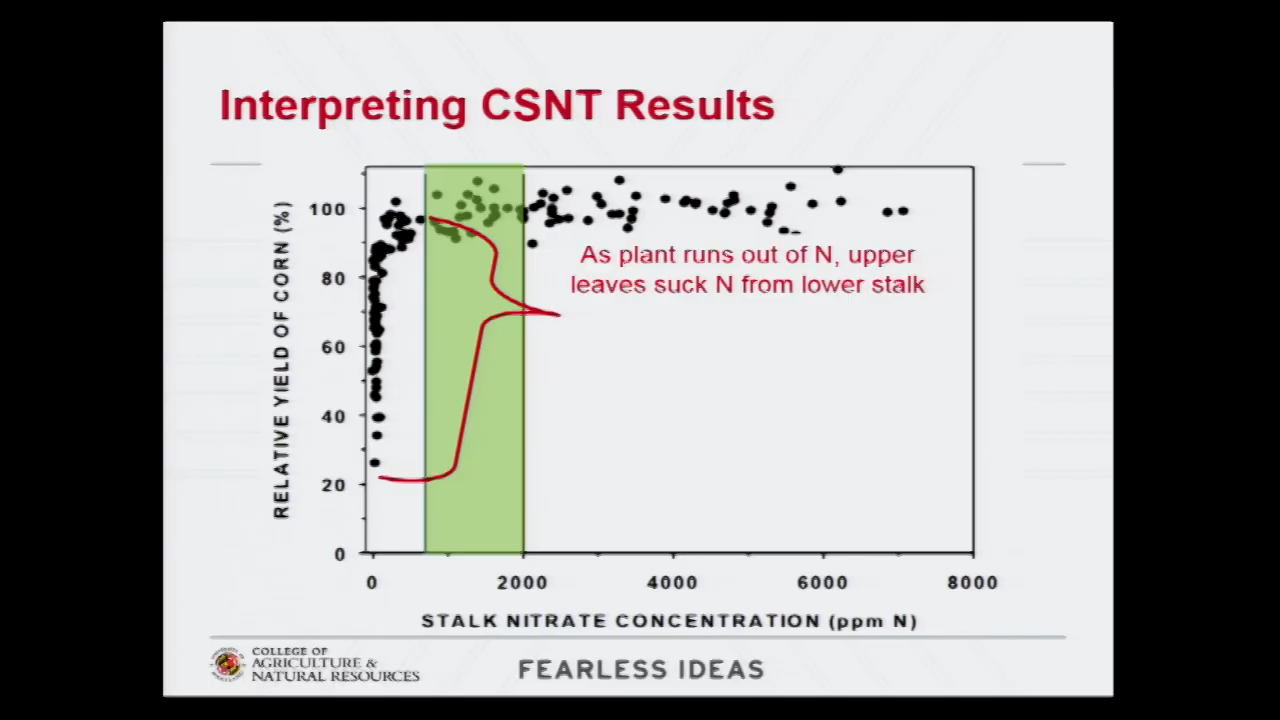 Interpreting CSNT Results
RELATIVE YIELD OF CORN (%)
100
80
60
40
20
0
As plant runs out of N, upper
leaves suck N from lower stalk
0 2000 4000 6000 8000
STALK NITRATE CONCENTRATION (ppm N)
COLLEGE OF
AGRICULTURE &
NATURAL RESOURCES
FEARLESS IDEAS